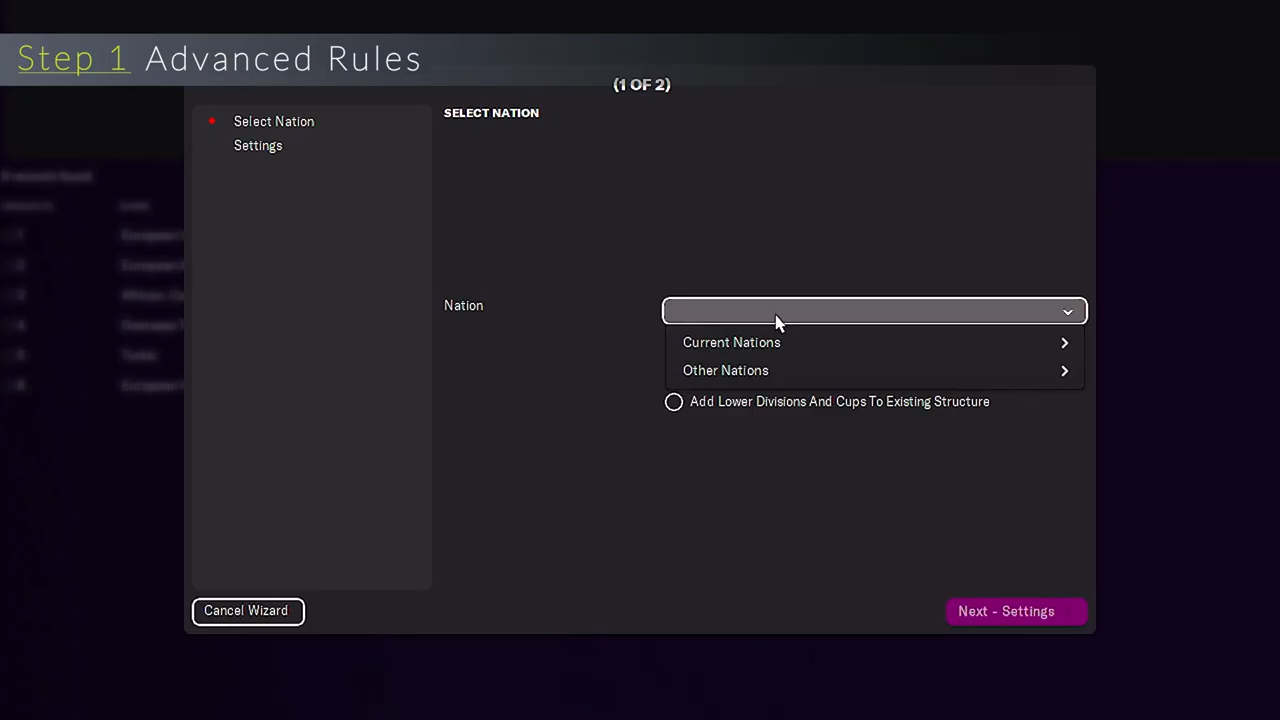 Step 1 Advanced Rules
(1 OF 2)
Select Nation
Settings
SELECT NATION
Nation
Current Nations
Other Nations
Add Lower Divisions And Cups To Existing Structure
Cancel Wizard
Next - Settings